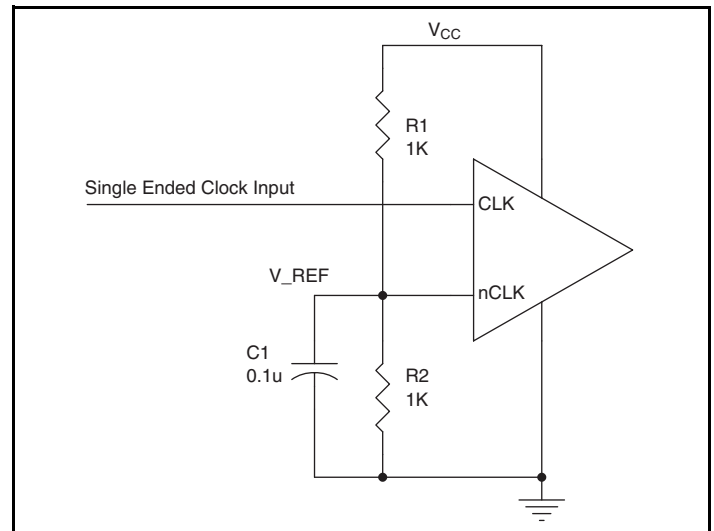 VCC
R1
1K
Single Ended Clock Input
CLK
V_REF
nCLK
C1
0.1u
R2
1K